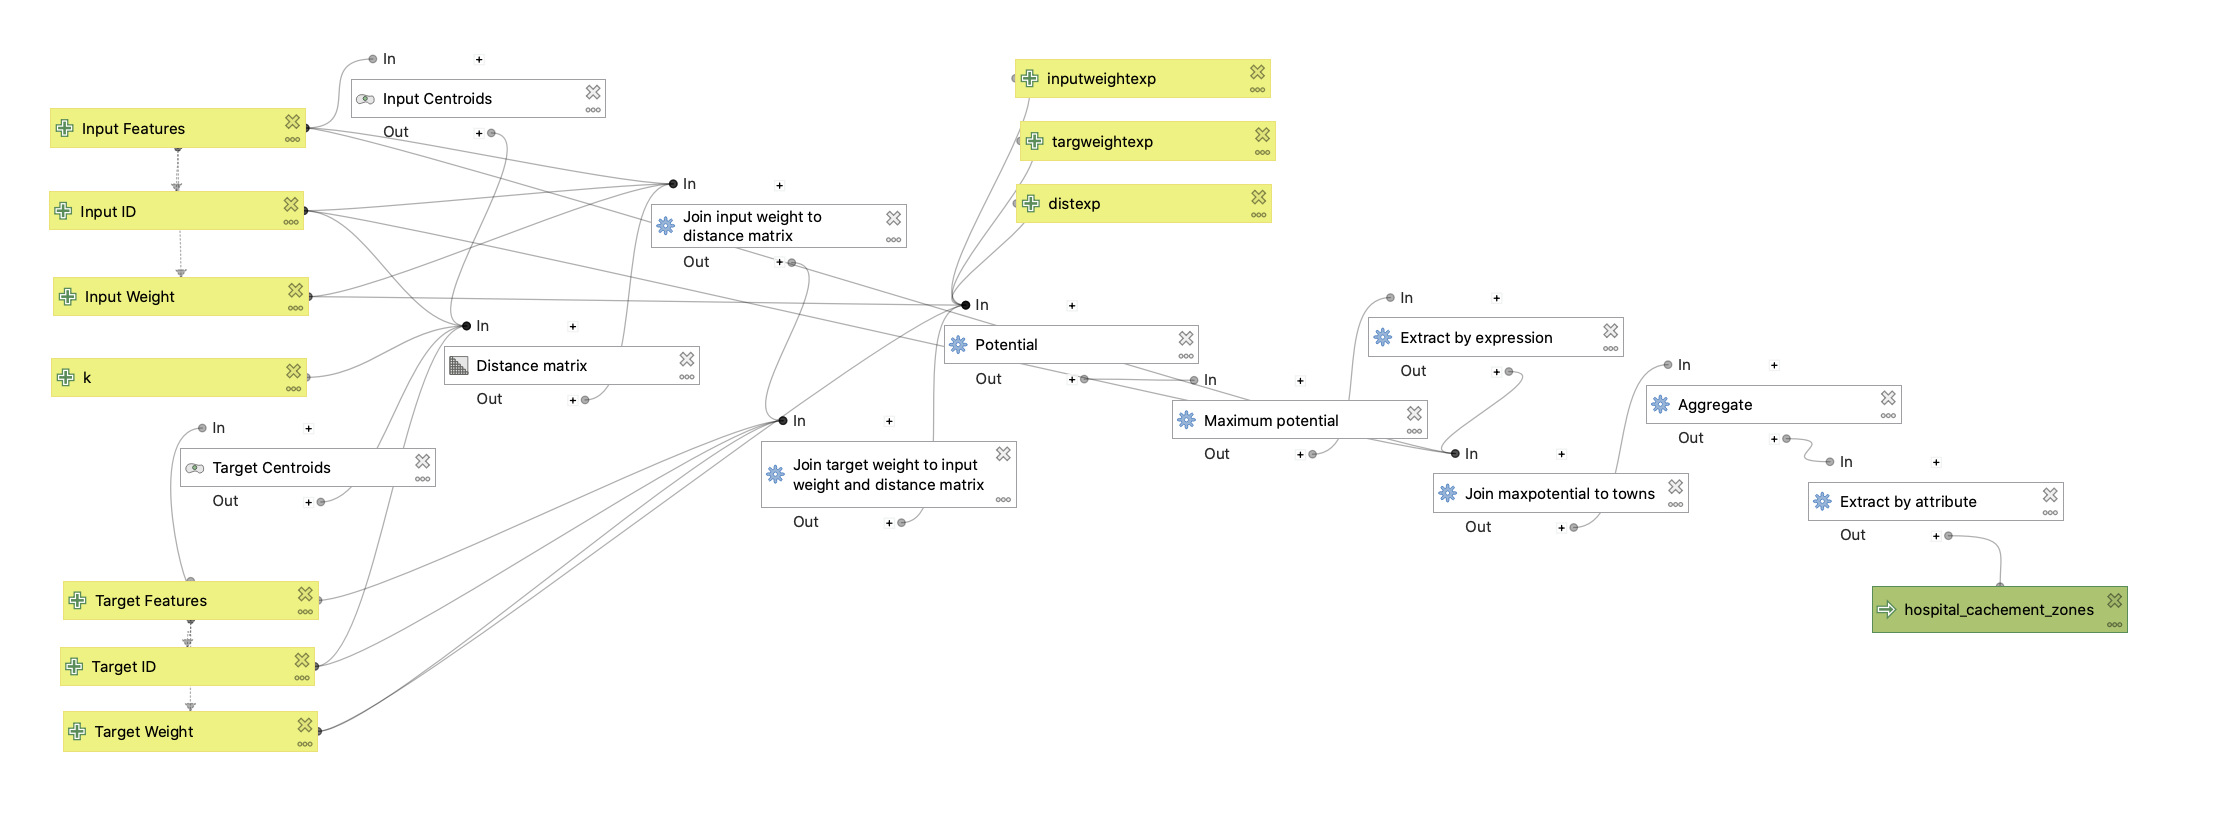 In
Input Centroids
Out
Input Features
Input ID
Input Weight
k
In
Distance matrix
Out
In
Target Centroids
Out
Target Features
Target ID
Target Weight
In
Join input weight to
distance matrix
Out
In
Join target weight to input
weight and distance matrix
Out
inputweightexp
targweightexp
distexp
In
Potential
Out
In
Maximum potential
Out
In
Extract by expression
Out
In
Join maxpotential to towns
Out
In
Aggregate
Out
In
Extract by attribute
Out
hospital_cachement_zones